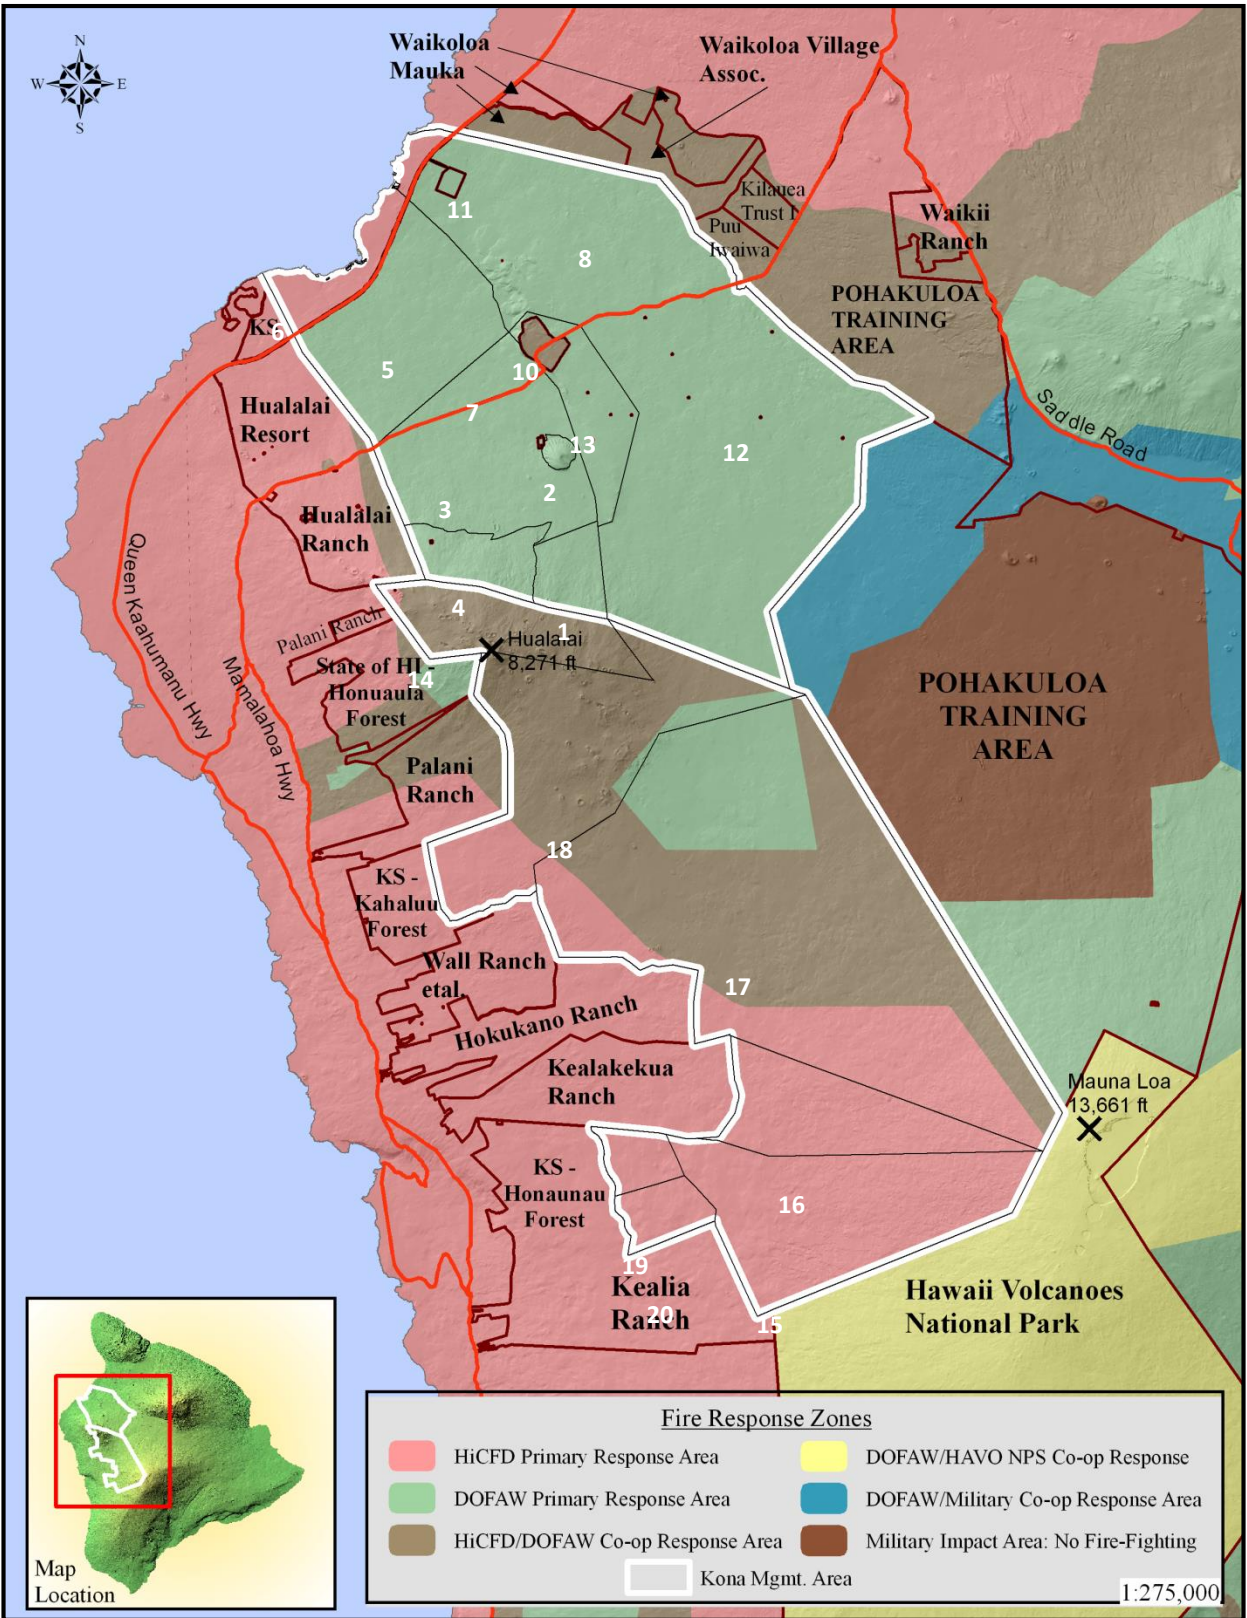 N
W
E
S
Waikoloa
Mauka
Waikoloa Village
Assoc.
11
8
Kilauea
Trust I
Puu
Iwaiwa
Waikii
Ranch
POHAKULOA
TRAINING
AREA
KS
6
5
10
7
Hualalai
Resort
13
12
Saddle Road
2
3
Hualalai
Ranch
Queen Kaahumanu Hwy
4
1
Palani Ranch
Hualalai
8,271 ft
Mamalahoa Hwy
State of HI -
Honuaula
Forest
14
POHAKULOA
TRAINING
AREA
Palani
Ranch
18
KS -
Kahaluu
Forest
Wall Ranch
etal.
17
Hokukano Ranch
Kealakekua
Ranch
Mauna Loa
13,661 ft
KS -
Honaunau
Forest
16
19
Kealia
Ranch
20
15
Hawaii Volcanoes
National Park
Map
Location
Fire Response Zones
HiCFD Primary Response Area
DOFAW/HAVO NPS Co-op Response
DOFAW Primary Response Area
DOFAW/Military Co-op Response Area
HiCFD/DOFAW Co-op Response Area
Military Impact Area: No Fire-Fighting
Kona Mgmt. Area
1:275,000